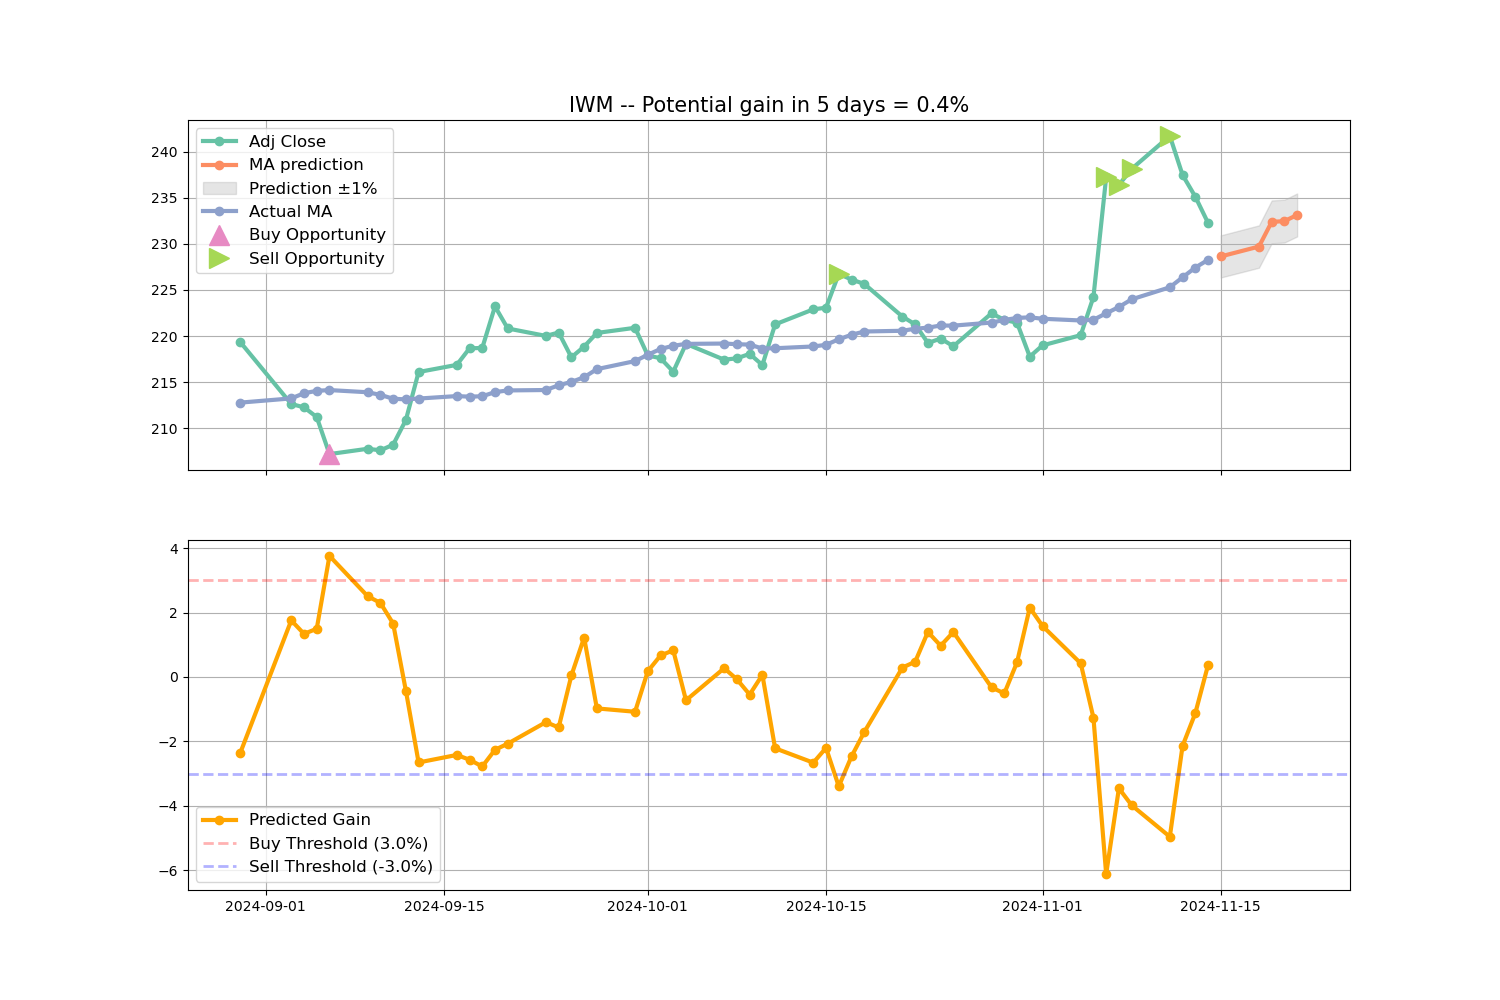 IWM -- Potential gain in 5 days = 0.4%
Adj Close
MA prediction
Prediction ±1%
Actual MA
Buy Opportunity
Sell Opportunity
240
235
230
225
220
215
210
4
2
0
−2
−4
−6
Predicted Gain
Buy Threshold (3.0%)
Sell Threshold (-3.0%)
2024-09-01 2024-09-15 2024-10-01 2024-10-15 2024-11-01 2024-11-15